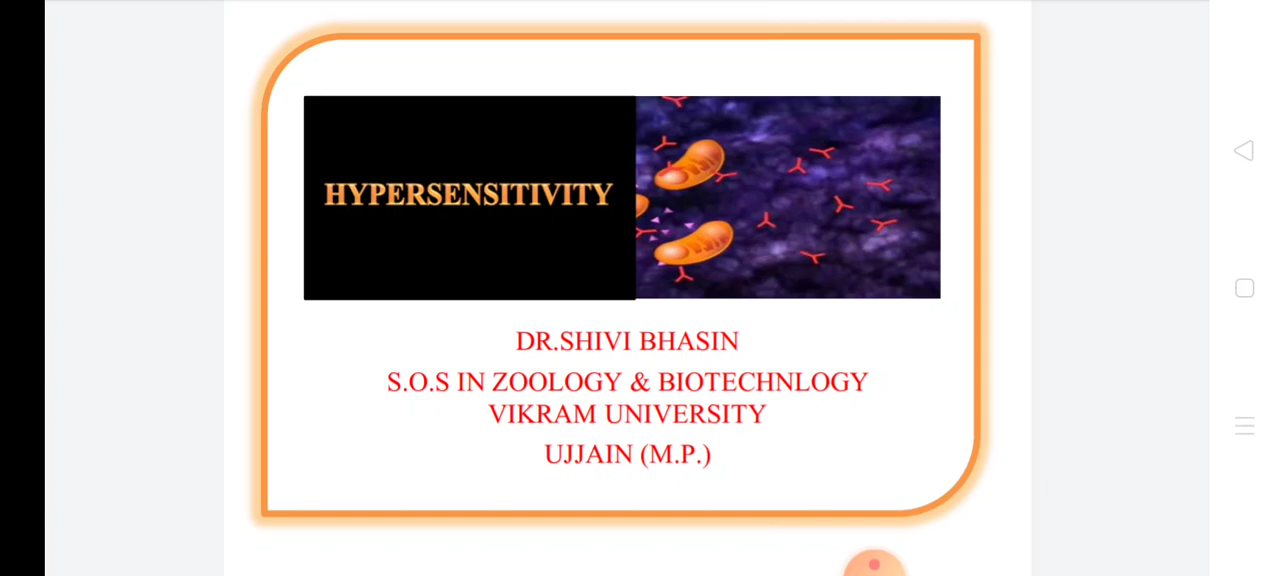 HYPERSENSITIVITY
DR.SHIVI BHASIN
S.O.S IN ZOOLOGY & BIOTECHNLOGY
VIKRAM UNIVERSITY
UJJAIN (M.P.)